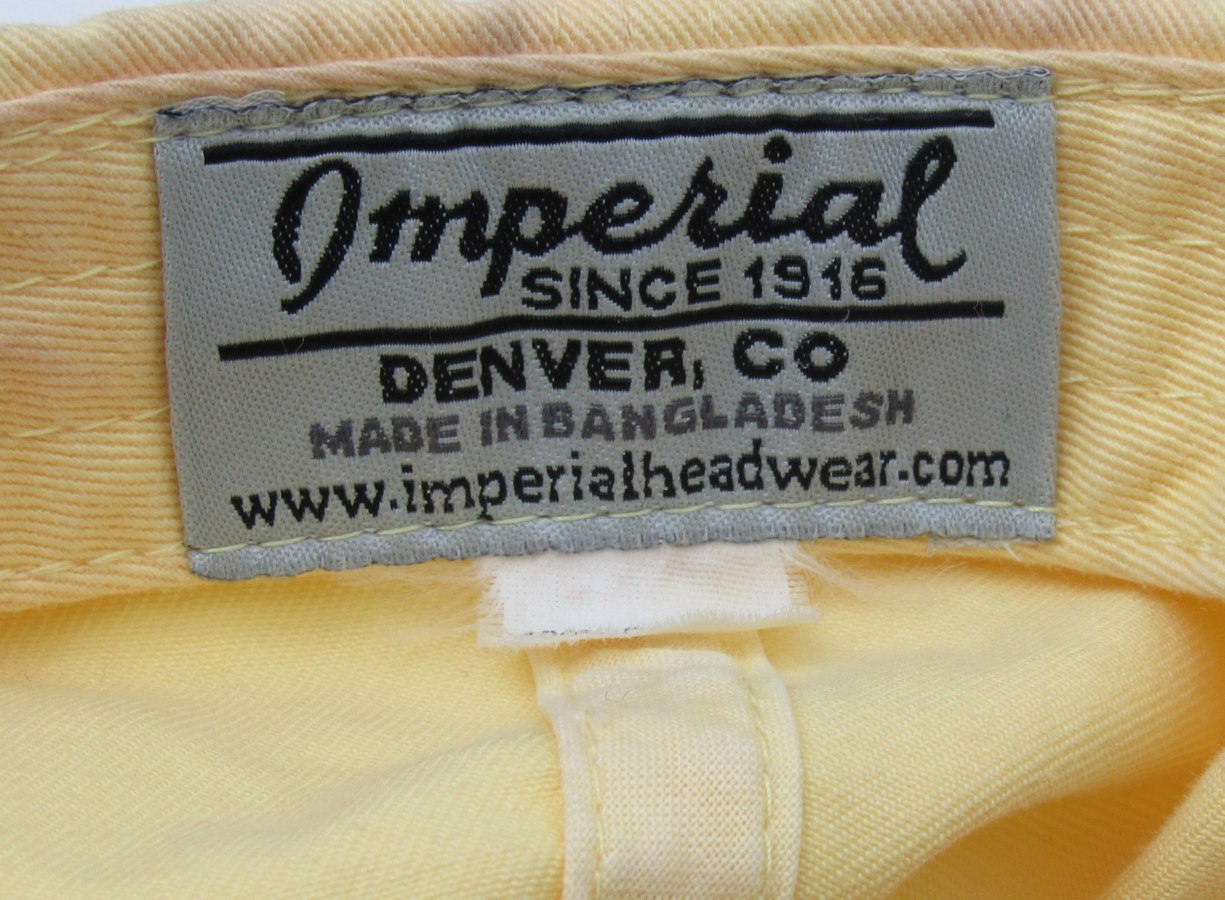 Imperial
SINCE 1916
DENVER, CO
MADE IN BANGLADESH
www.imperialheadwear.com